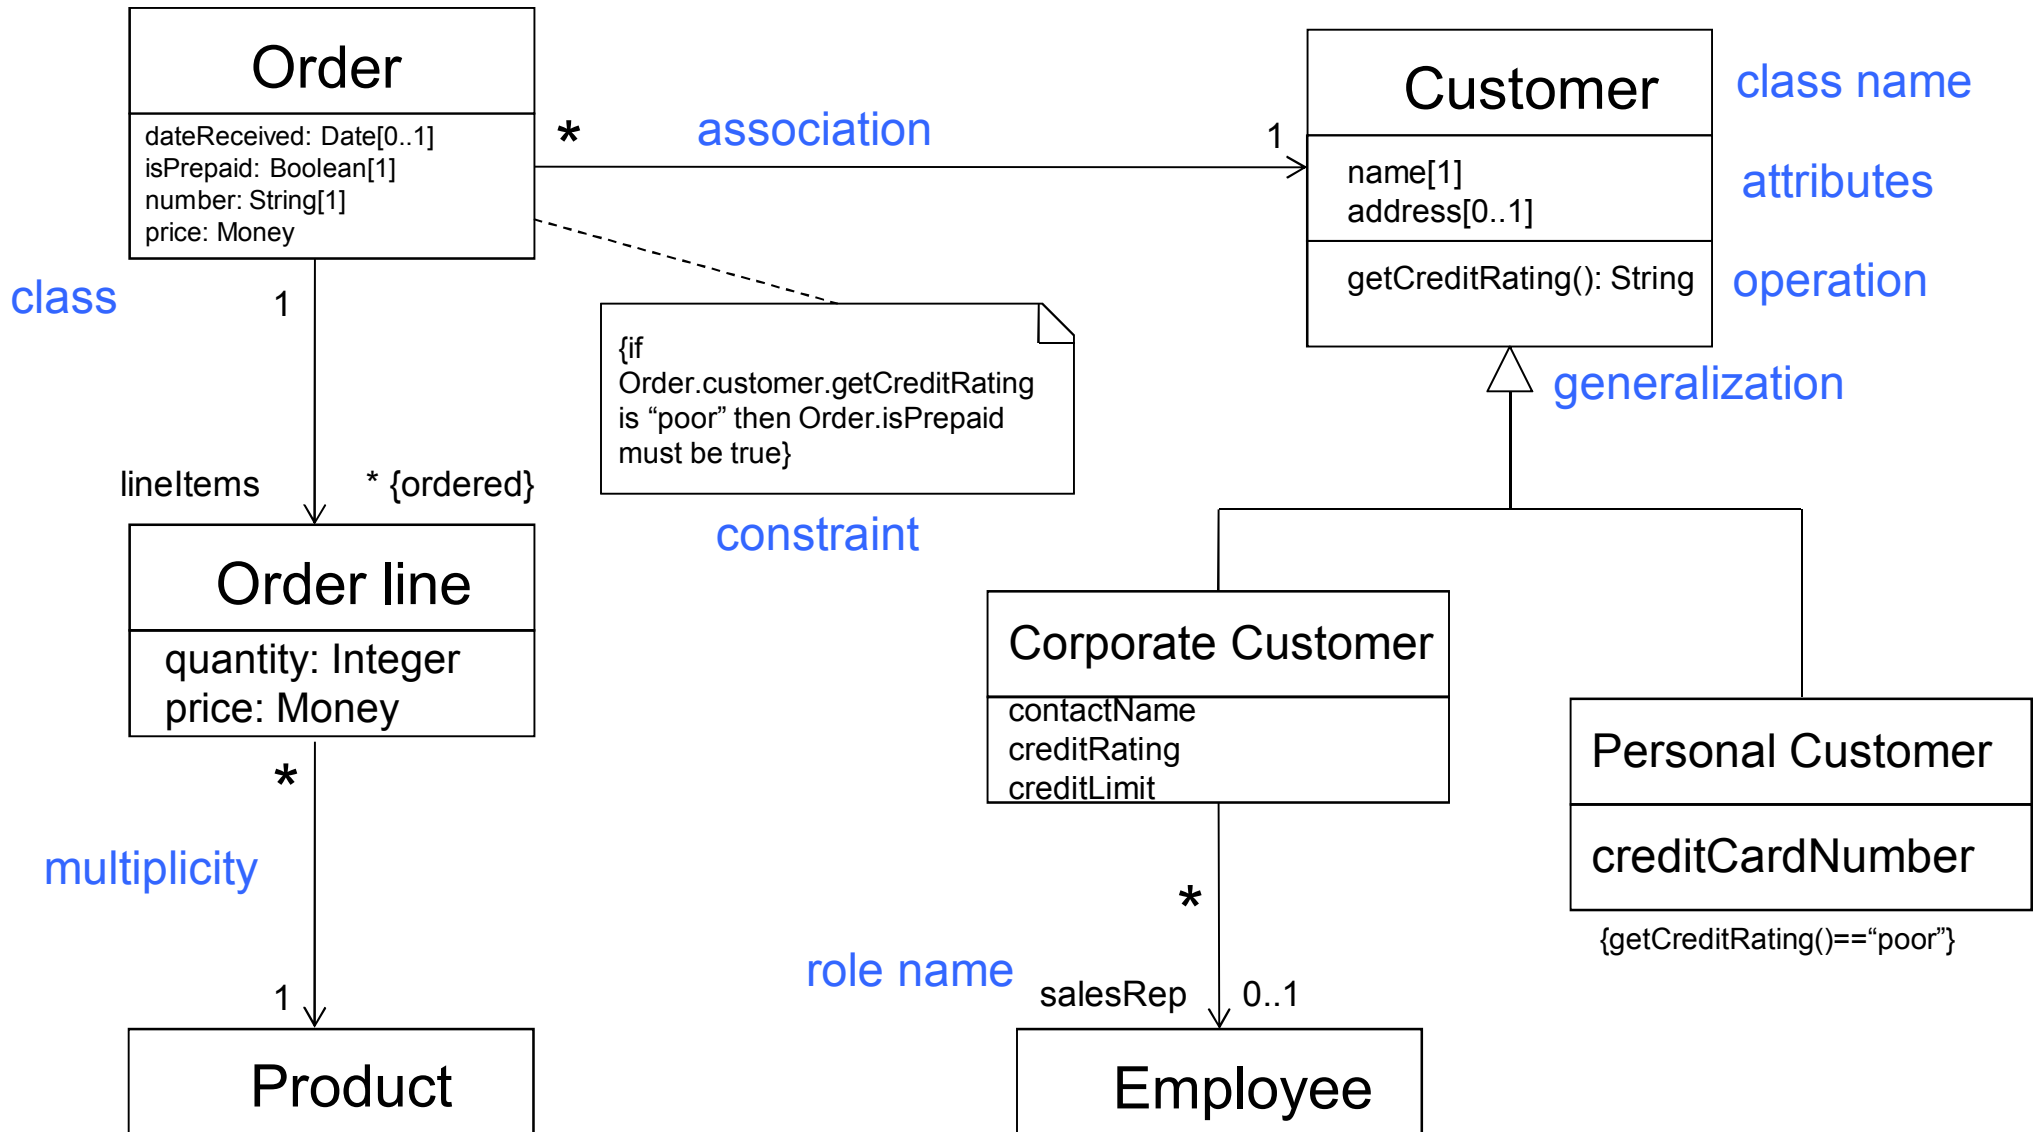 Order
dateReceived: Date[0..1]
isPrepaid: Boolean[1]
number: String[1]
price: Money
*
association
1
Customer
class name
name[1]
address[0..1]
attributes
getCreditRating(): String
operation
class
1
{if
Order.customer.getCreditRating
is “poor” then Order.isPrepaid
must be true}
generalization
lineItems
* {ordered}
constraint
Order line
quantity: Integer
price: Money
Corporate Customer
contactName
creditRating
creditLimit
Personal Customer
creditCardNumber
{getCreditRating()==“poor”}
*
multiplicity
1
*
role name
salesRep
0..1
Product
Employee